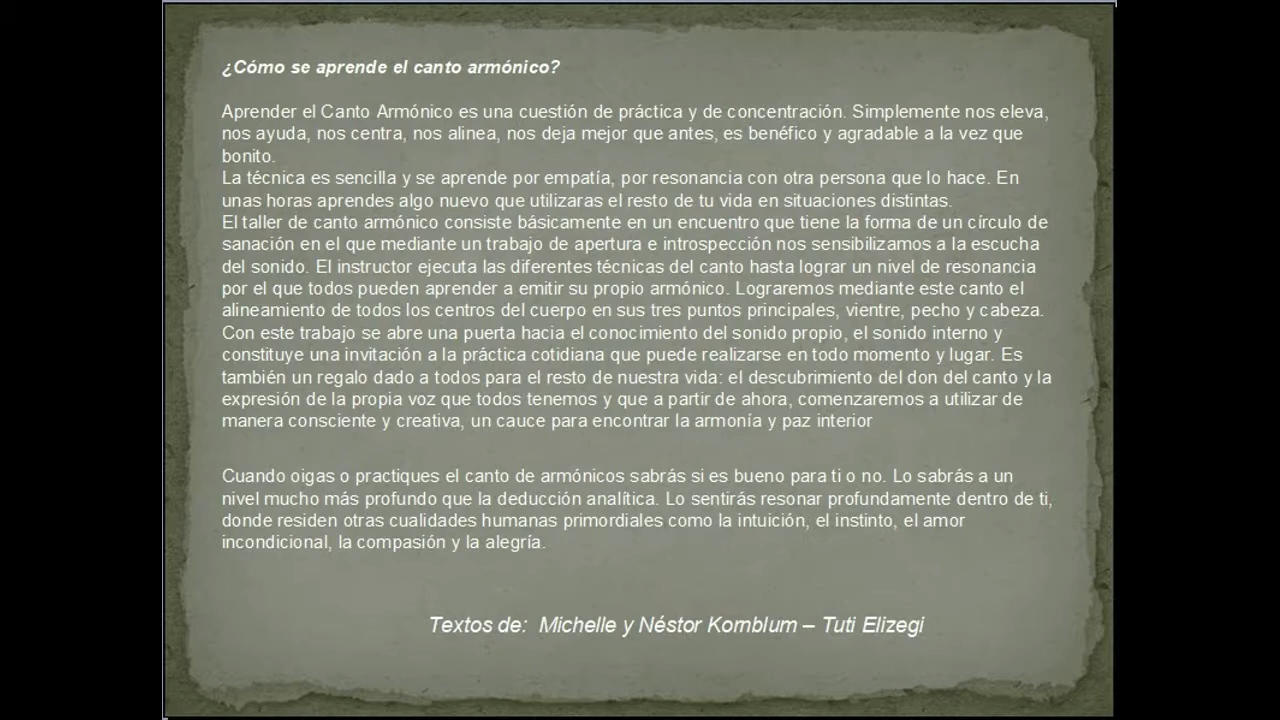 ¿Cómo se aprende el canto armónico?
Aprender el Canto Armónico es una cuestión de práctica y de concentración. Simplemente nos eleva,
nos ayuda, nos centra, nos alinea, nos deja mejor que antes, es benéfico y agradable a la vez que
bonito.
La técnica es sencilla y se aprende por empatía, por resonancia con otra persona que lo hace. En
unas horas aprendes algo nuevo que utilizaras el resto de tu vida en situaciones distintas.
El taller de canto armónico consiste básicamente en un encuentro que tiene la forma de un círculo de
sanación en el que mediante un trabajo de apertura e introspección nos sensibilizamos a la escucha
del sonido. El instructor ejecuta las diferentes técnicas del canto hasta lograr un nivel de resonancia
por el que todos pueden aprender a emitir su propio armónico. Lograremos mediante este canto el
alineamiento de todos los centros del cuerpo en sus tres puntos principales, vientre, pecho y cabeza.
Con este trabajo se abre una puerta hacia el conocimiento del sonido propio, el sonido interno y
constituye una invitación a la práctica cotidiana que puede realizarse en todo momento y lugar. Es
también un regalo dado a todos para el resto de nuestra vida: el descubrimiento del don del canto y la
expresión de la propia voz que todos tenemos y que a partir de ahora, comenzaremos a utilizar de
manera consciente y creativa, un cauce para encontrar la armonía y paz interior
Cuando oigas o practiques el canto de armónicos sabrás si es bueno para ti o no. Lo sabrás a un
nivel mucho más profundo que la deducción analítica. Lo sentirás resonar profundamente dentro de ti,
donde residen otras cualidades humanas primordiales como la intuición, el instinto, el amor
incondicional, la compasión y la alegría.
Textos de: Michelle y Néstor Kornblum – Tuti Elizegi